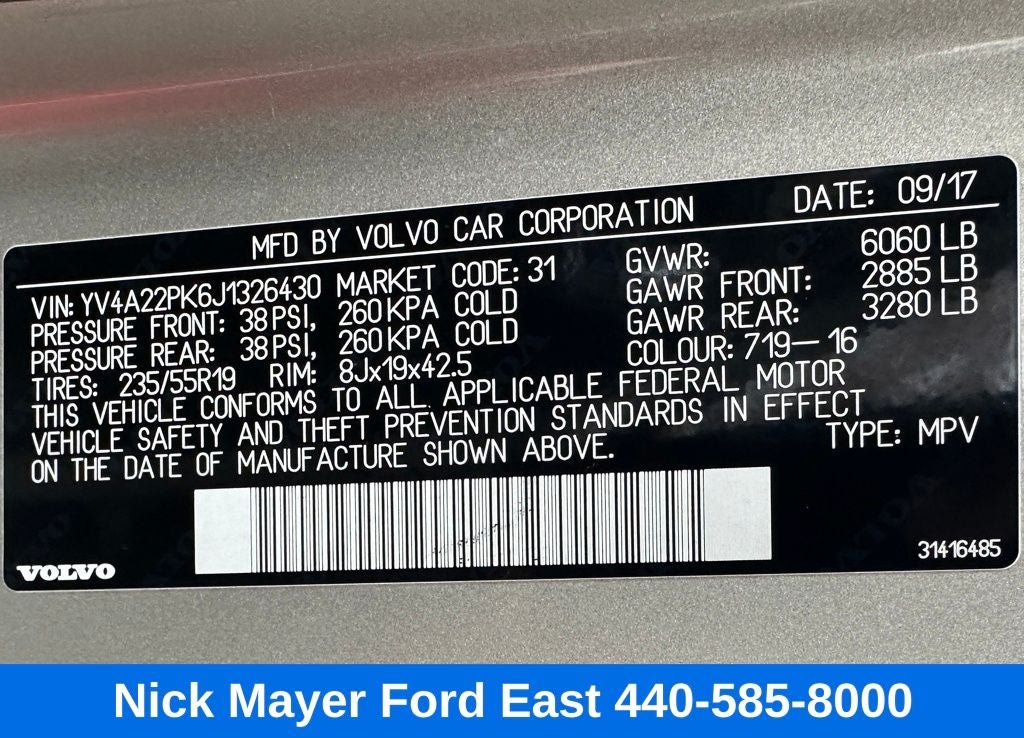 MFD BY VOLVO CAR CORPORATION DATE: 09/17
VIN: YV4A22PK6J1326430 MARKET CODE: 31 GVWR: 6060 LB
PRESSURE FRONT: 38 PSI, 260 KPA COLD GAWR FRONT: 2885 LB
PRESSURE REAR: 38 PSI, 260 KPA COLD GAWR REAR: 3280 LB
TIRES: 235/55R19 RIM: 8Jx19x42.5 COLOUR: 719—16
THIS VEHICLE CONFORMS TO ALL APPLICABLE FEDERAL MOTOR
VEHICLE SAFETY AND THEFT PREVENTION STANDARDS IN EFFECT
ON THE DATE OF MANUFACTURE SHOWN ABOVE. TYPE: MPV
VOLVO 31416485
Nick Mayer Ford East 440-585-8000